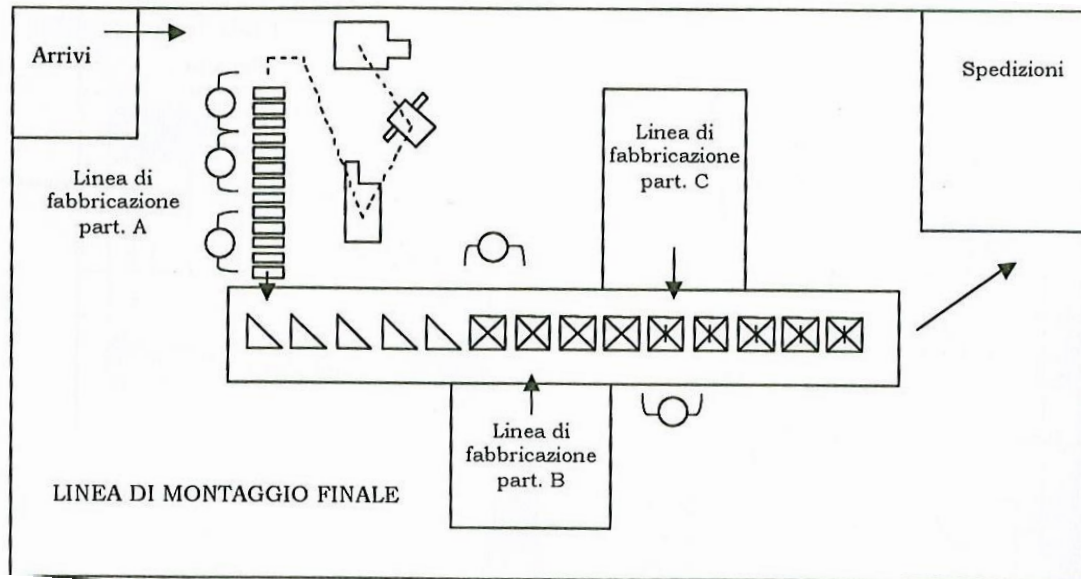 Arrivi
Spedizioni
Linea di
fabbricazione
part. A
Linea di
fabbricazione
part. C
Linea di
fabbricazione
part. B
LINEA DI MONTAGGIO FINALE